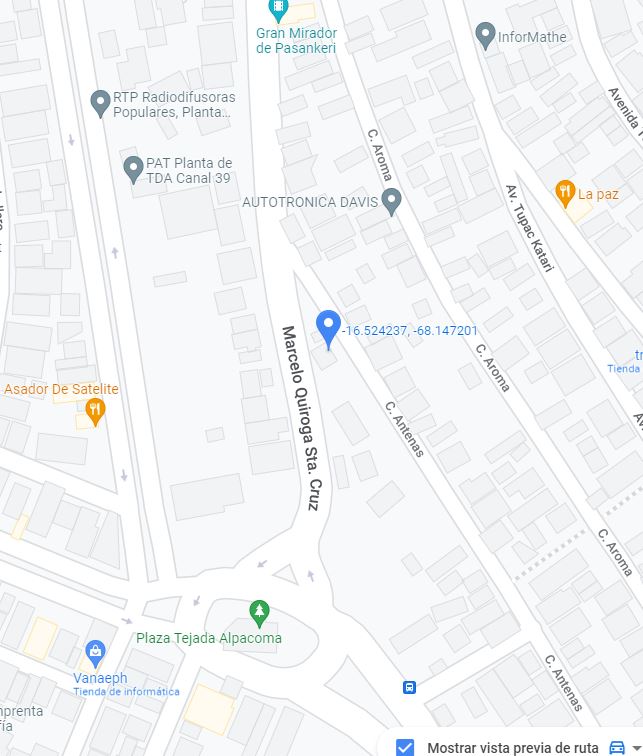 Gran Mirador
de Pasankeri
InforMathe
RTP Radiodifusoras
Populares, Planta...
C. Aroma
PAT Planta de
TDA Canal 39
AUTOTRONICA DAVIS
La paz
Av. Tupac Katari
-16.524237, -68.147201
Marcelo Quiroga Sta. Cruz
C. Aroma
Tienda
Asador De Satelite
C. Antenas
C. Aroma
Plaza Tejada Alpacoma
Vanaeph
Tienda de informática
C. Antenas
Mostrar vista previa de ruta